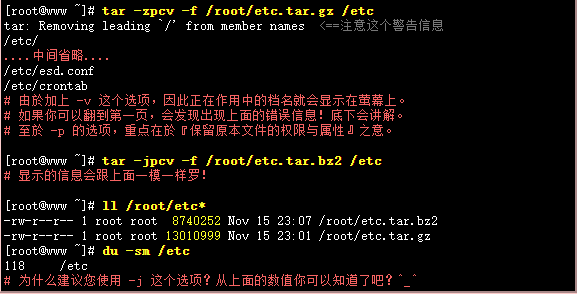 [root@www ~]# tar -zpcv -f /root/etc.tar.gz /etc
tar: Removing leading `/' from member names  <==注意这个警告信息
/etc/
....中间省略....
/etc/esd.conf
/etc/crontab
# 由於加上 -v 这个选项，因此正在作用中的档名就会显示在萤幕上。
# 如果你可以翻到第一页，会发现出现上面的错误信息！底下会讲解。
# 至於 -p 的选项，重点在於『保留原本文件的权限与属性』之意。
[root@www ~]# tar -jpcv -f /root/etc.tar.bz2 /etc
# 显示的信息会跟上面一模一样罗！
[root@www ~]# ll /root/etc*
-rw-r--r-- 1 root root  8740252 Nov 15 23:07 /root/etc.tar.bz2
-rw-r--r-- 1 root root 13010999 Nov 15 23:01 /root/etc.tar.gz
[root@www ~]# du -sm /etc
118     /etc
# 为什么建议您使用 -j 这个选项？从上面的数值你可以知道了吧？^_^